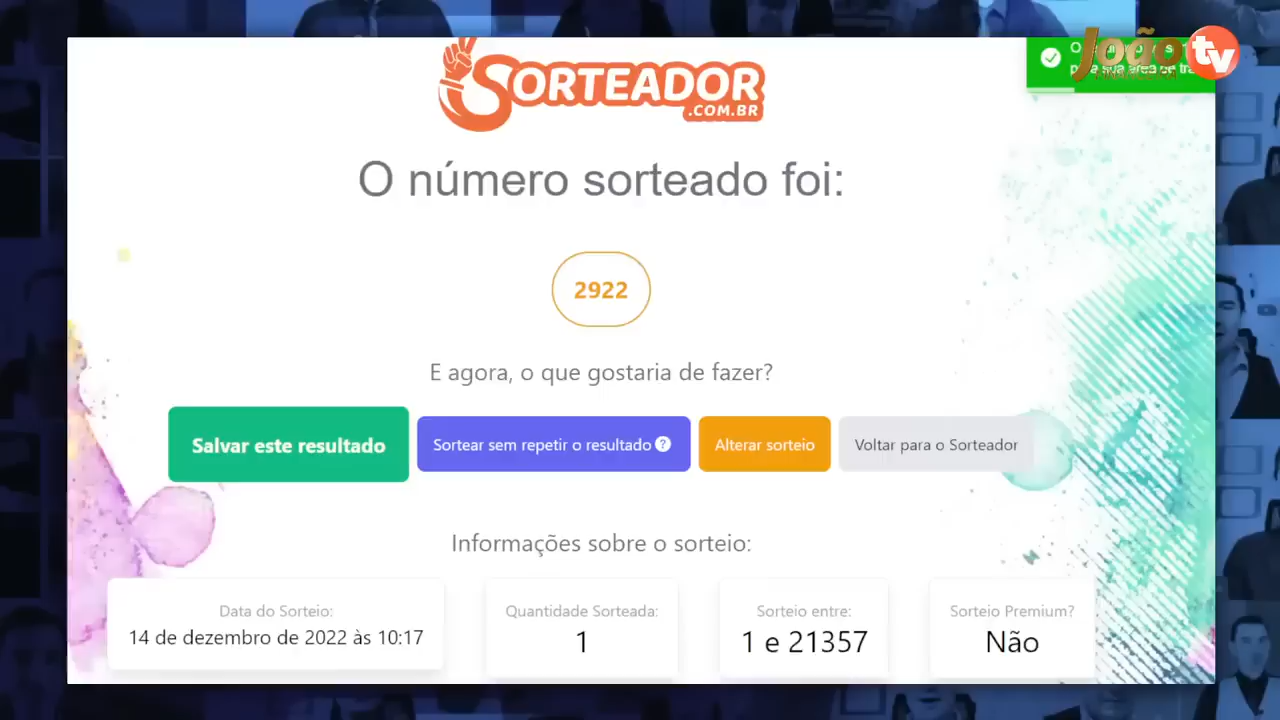 SORTEADOR
.COM.BR
João tv
O número sorteado foi:
2922
E agora, o que gostaria de fazer?
Salvar este resultado
Sortear sem repetir o resultado ?
Alterar sorteio
Voltar para o Sorteador
Informações sobre o sorteio:
Data do Sorteio:
14 de dezembro de 2022 às 10:17
Quantidade Sorteada:
1
Sorteio entre:
1 e 21357
Sorteio Premium?
Não